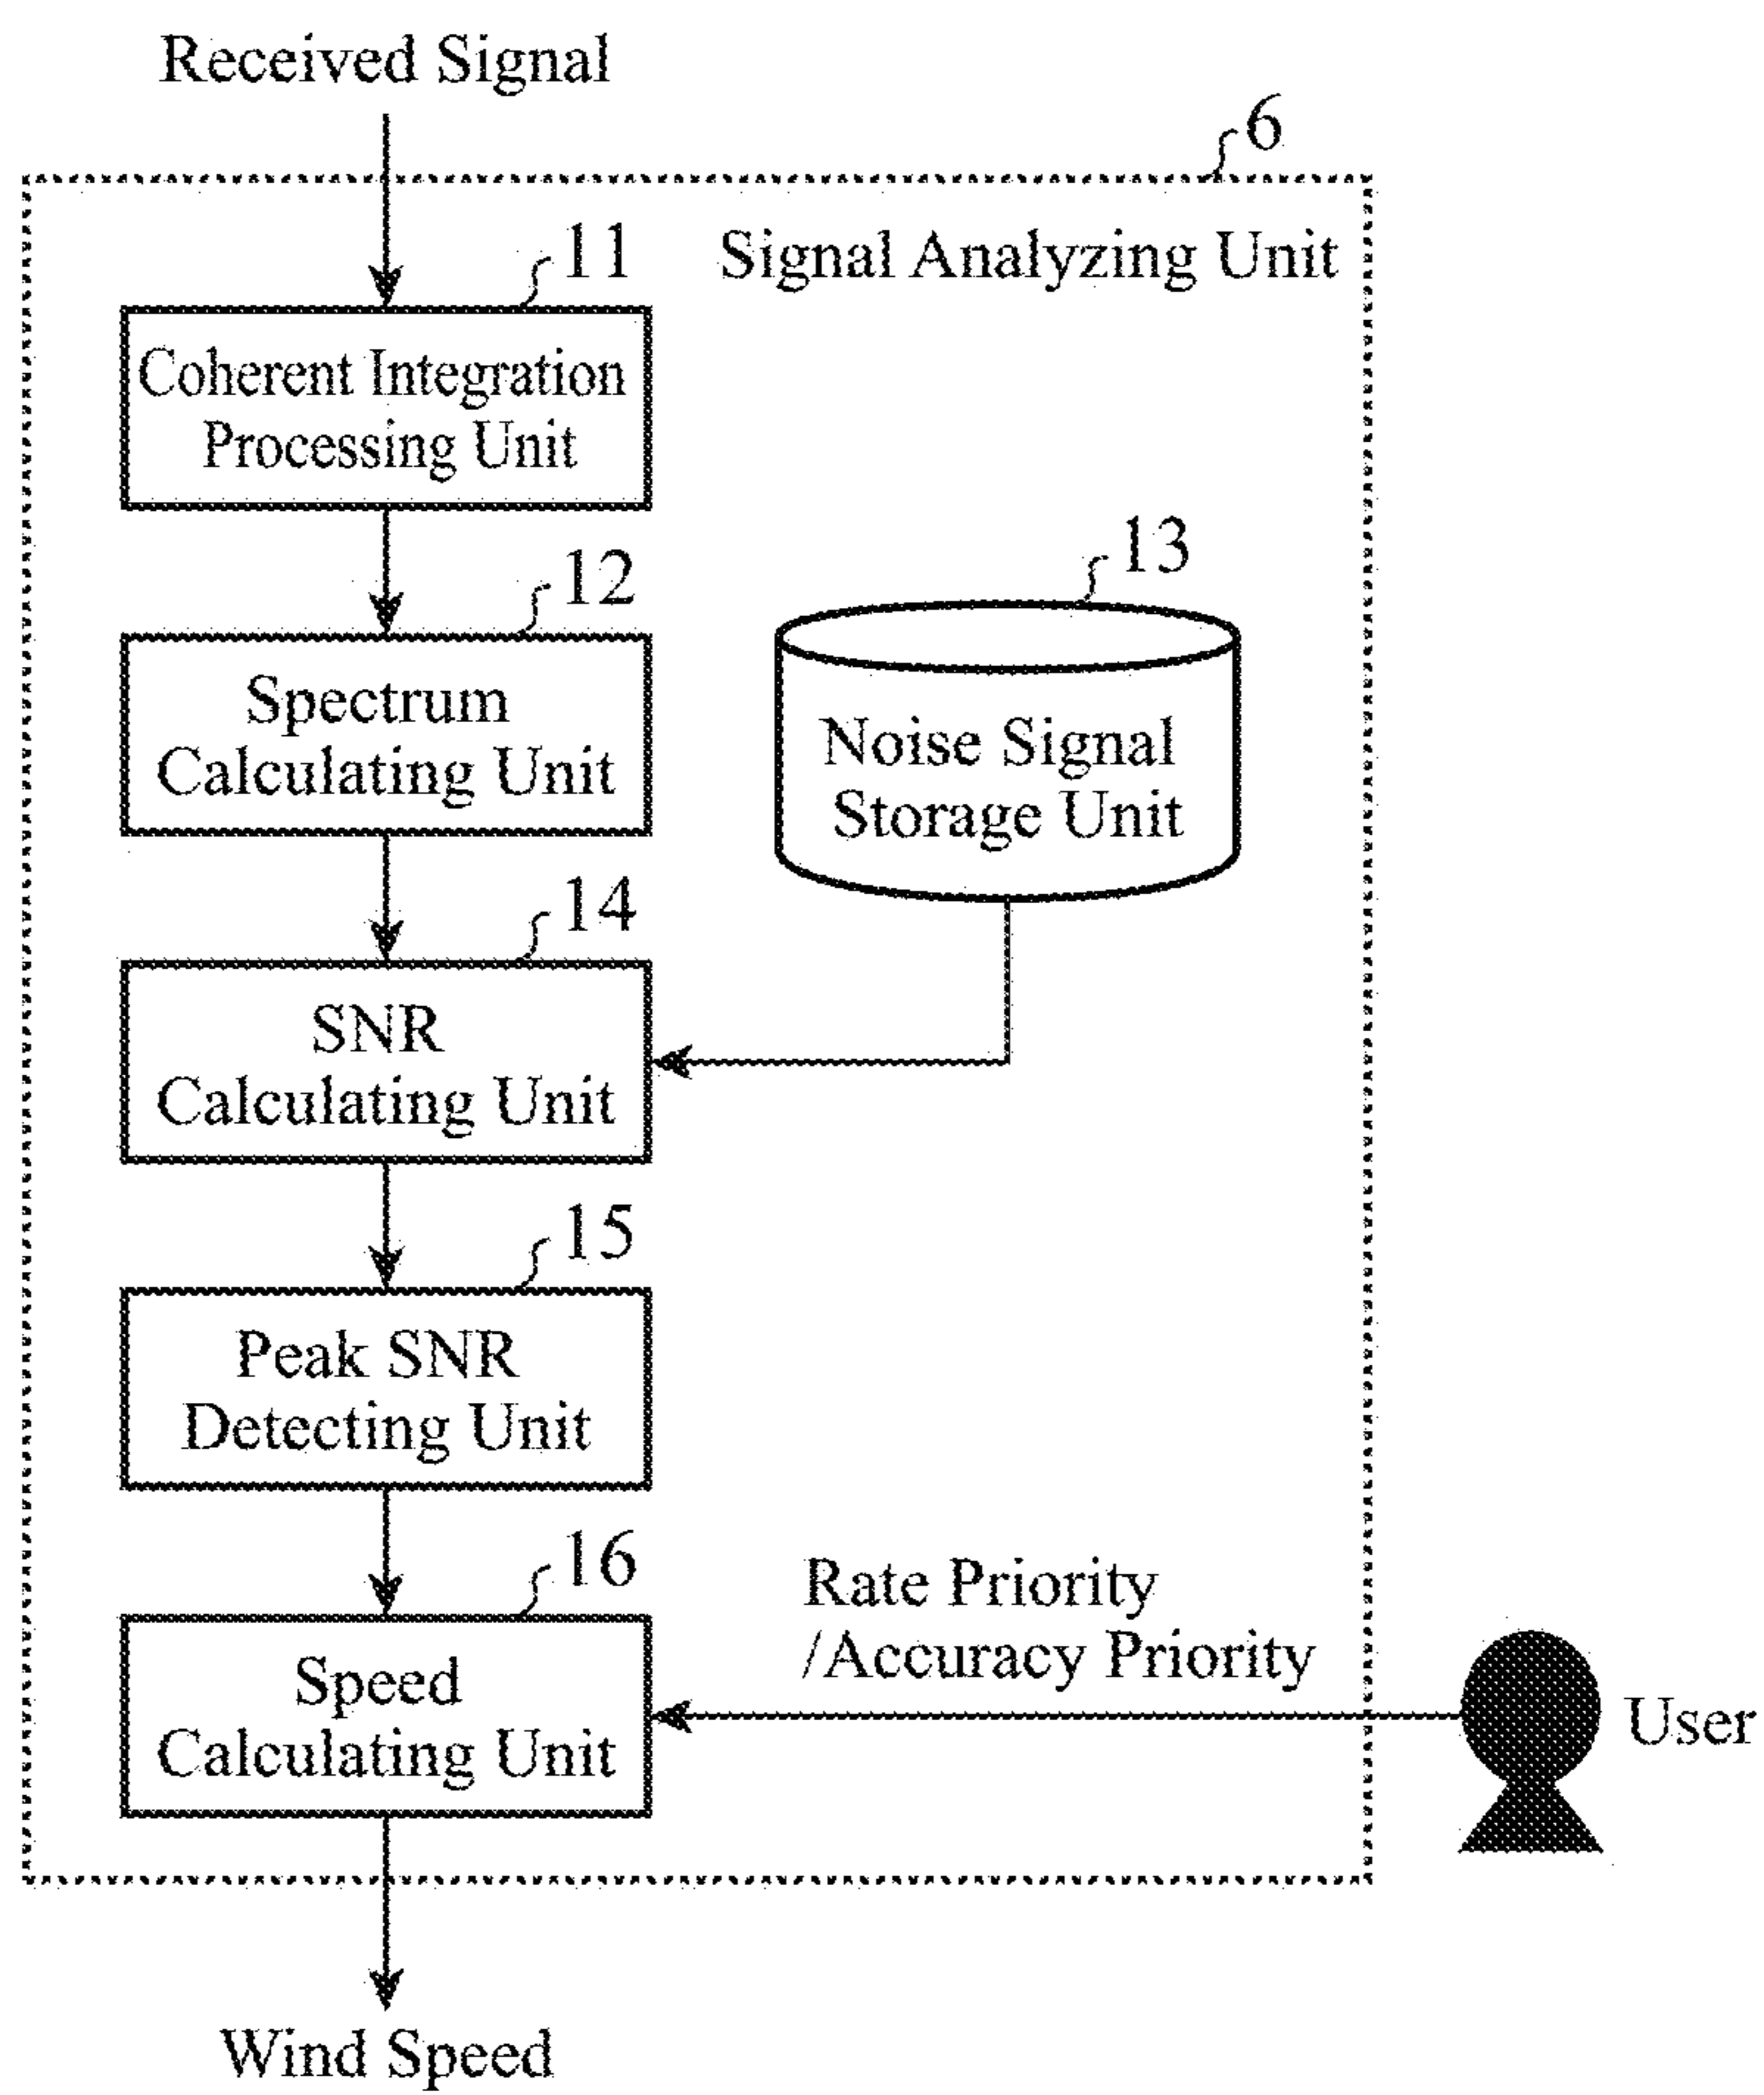 Received Signal
6
Signal Analyzing Unit
11
Coherent Integration
Processing Unit
12
Spectrum
Calculating Unit
13
Noise Signal
Storage Unit
14
SNR
Calculating Unit
15
Peak SNR
Detecting Unit
16
Speed
Calculating Unit
Rate Priority
/Accuracy Priority
User
Wind Speed